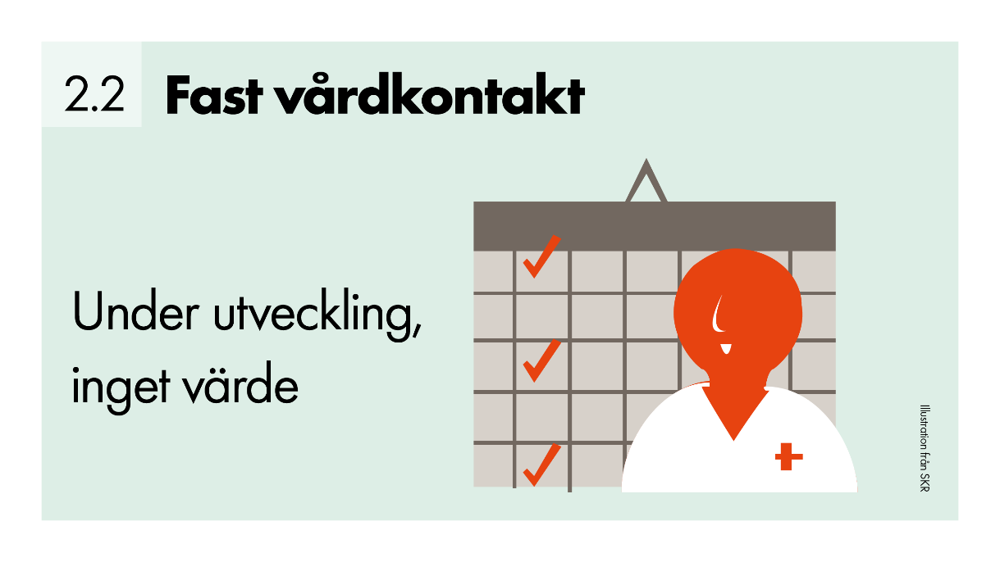 2.2 Fast vårdkontakt
Under utveckling,
inget värde
Illustration från SKR